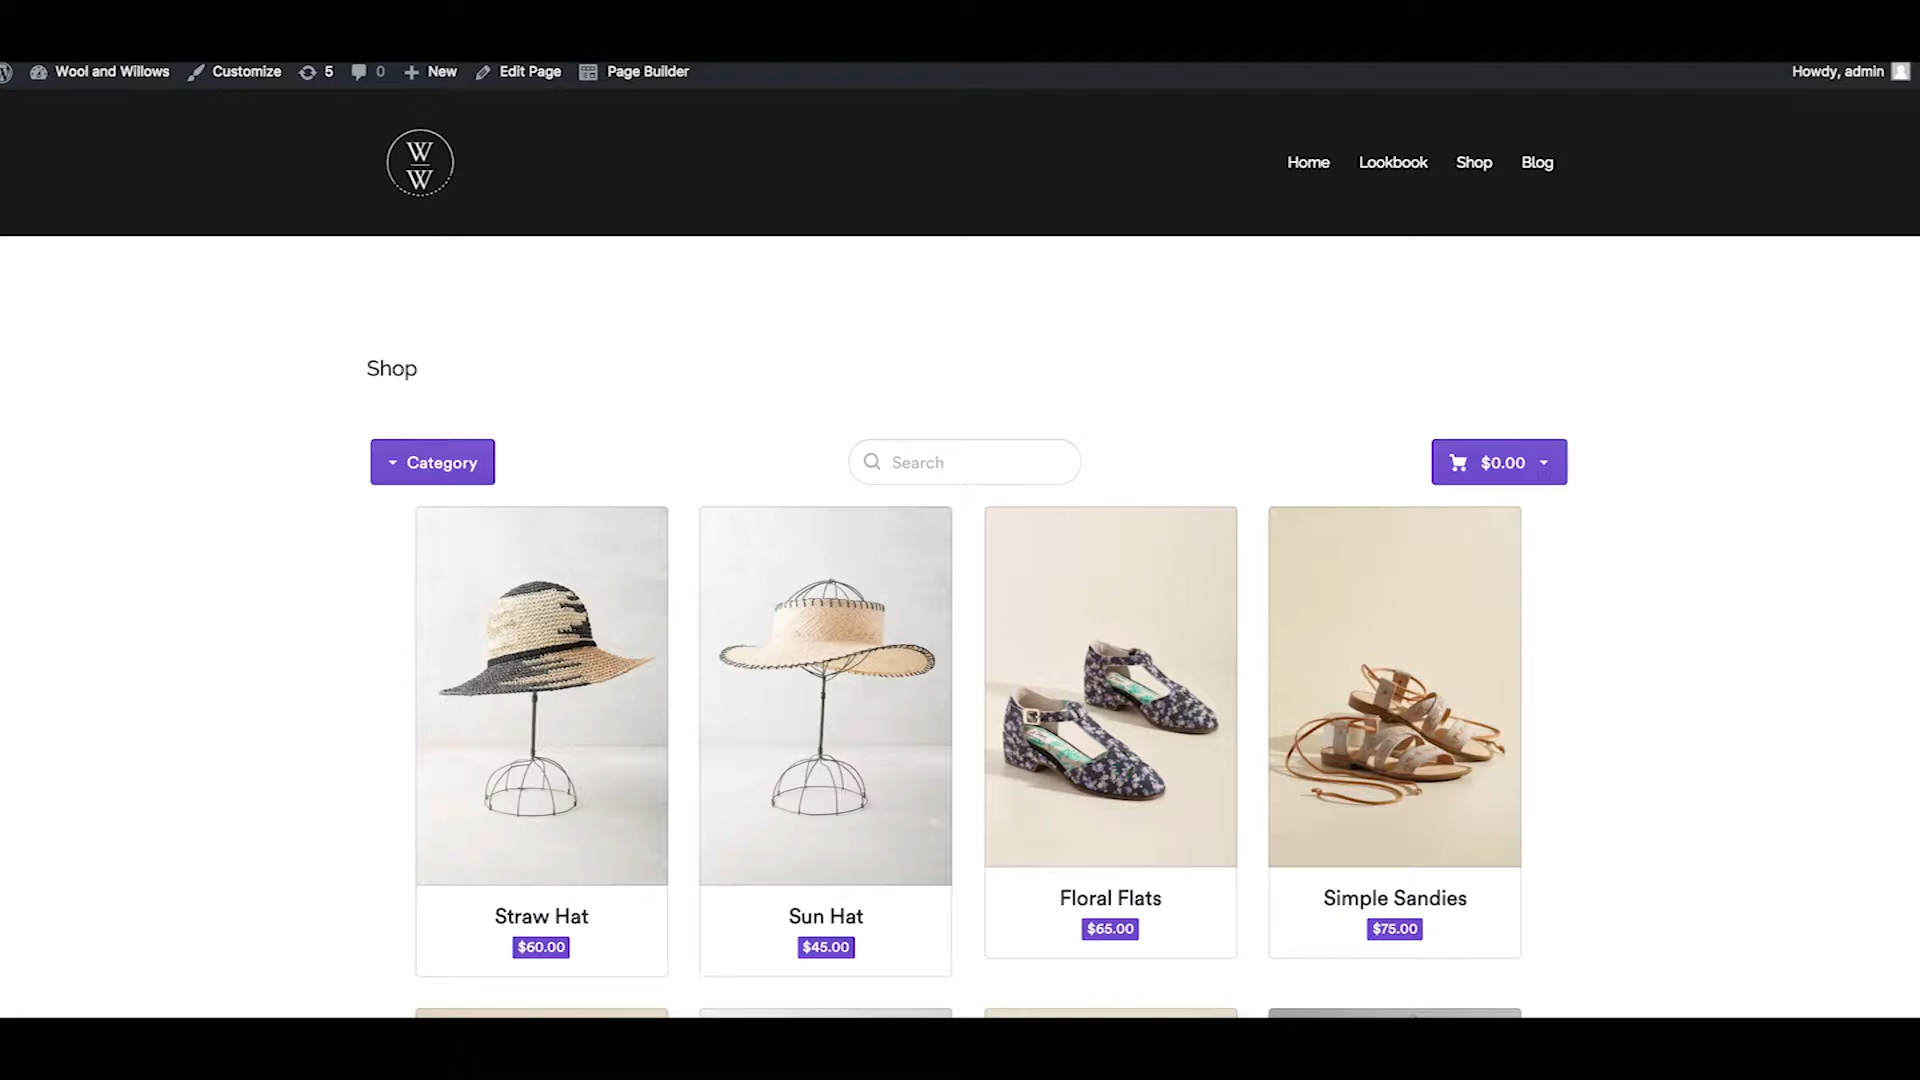 Wool and Willows Customize 5 0 New Edit Page Page Builder Howdy, admin
W
W
Home Lookbook Shop Blog
Shop
Category Search $0.00
Straw Hat
$60.00
Sun Hat
$45.00
Floral Flats
$65.00
Simple Sandies
$75.00